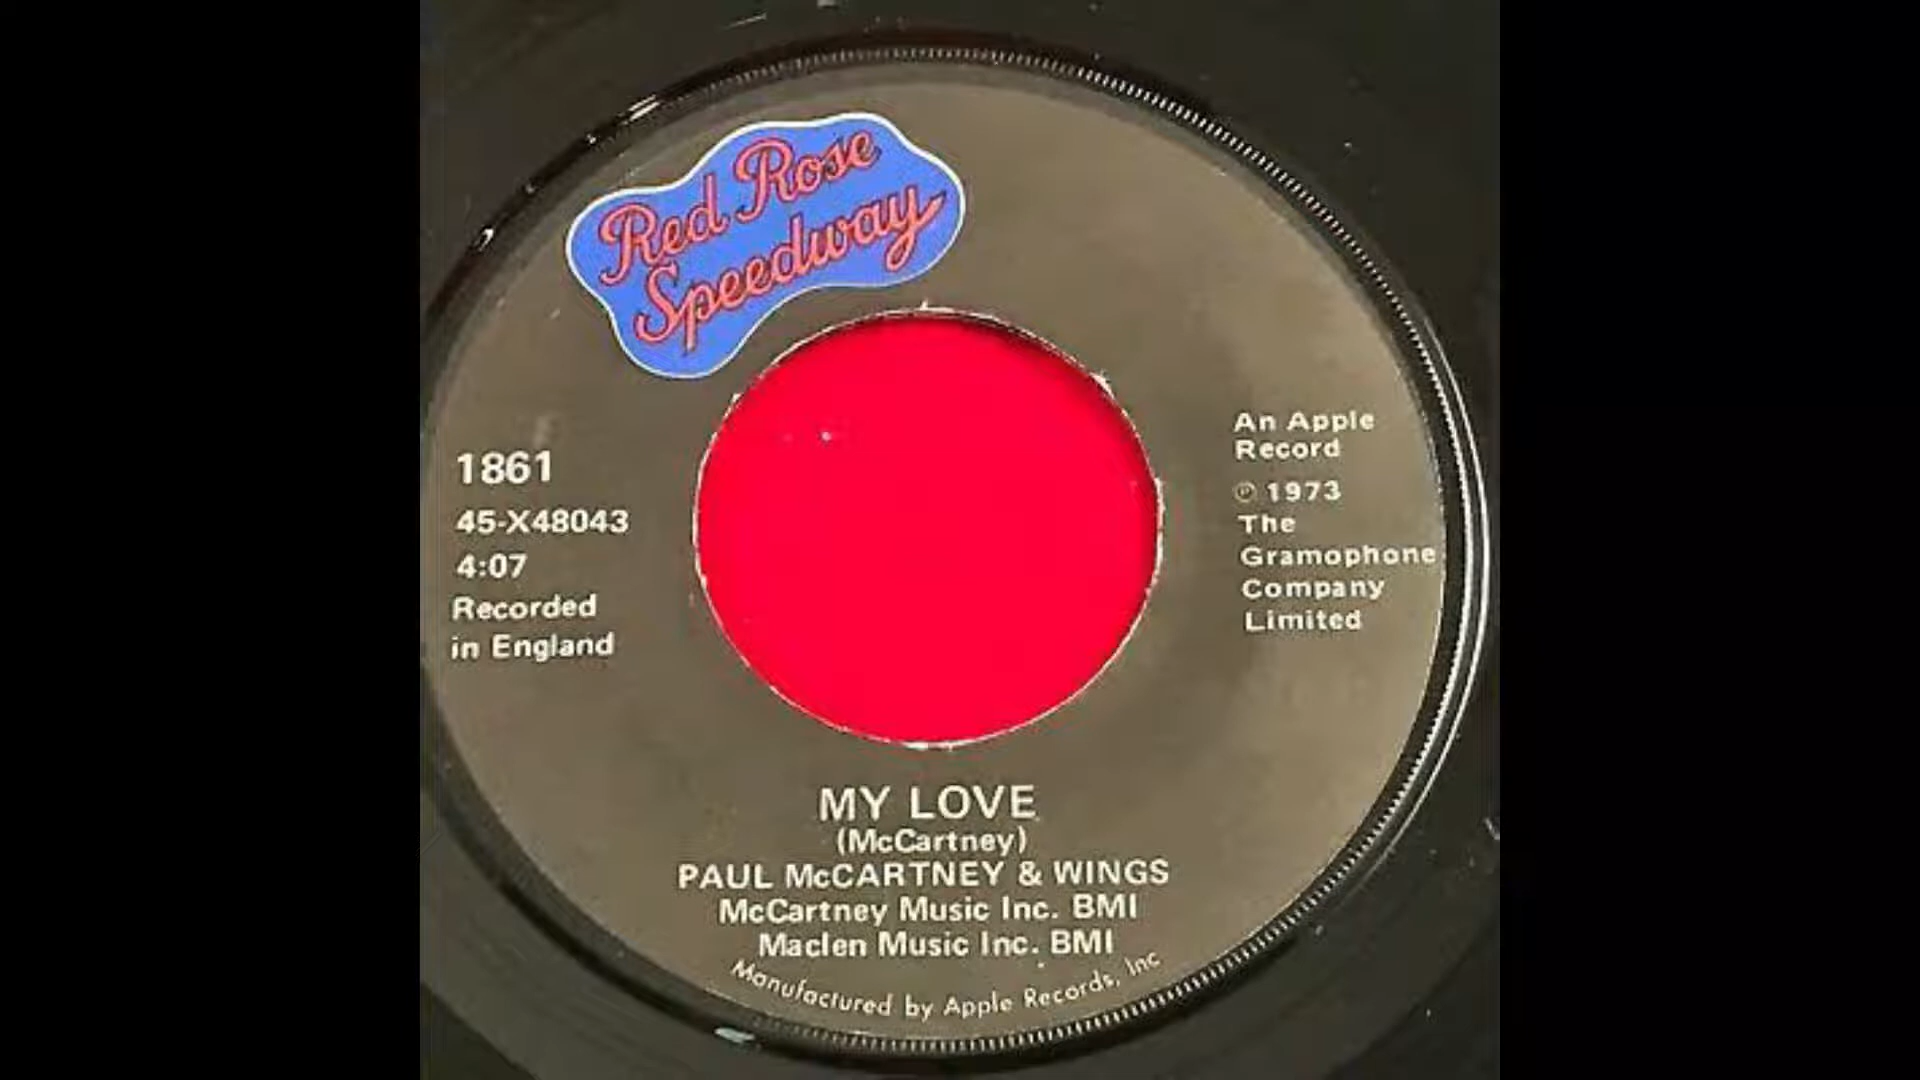 Red Rose
Speedway
1861
45-X48043
4:07
Recorded
in England
An Apple
Record
℗ 1973
The
Gramophone
Company
Limited
MY LOVE
(McCartney)
PAUL McCARTNEY & WINGS
McCartney Music Inc. BMI
Maclen Music Inc. BMI
Manufactured by Apple Records, Inc